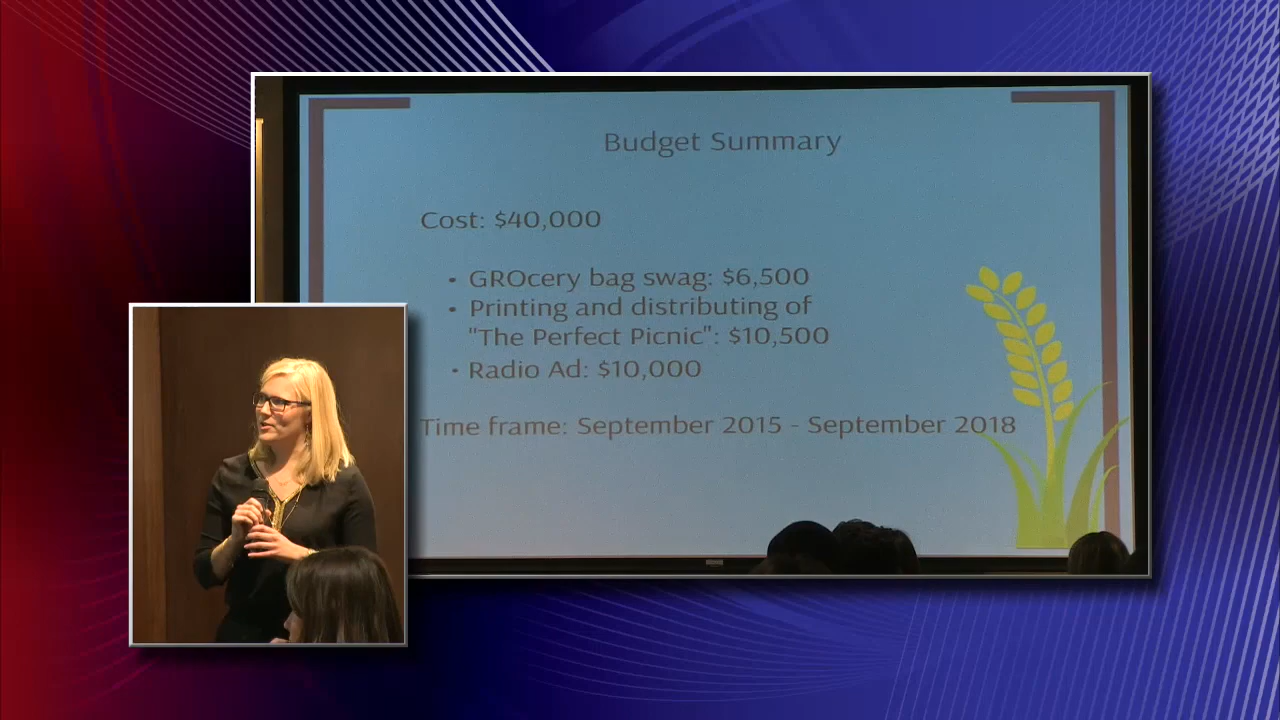 Budget Summary
Cost: $40,000
• GROcery bag swag: $6,500
• Printing and distributing of
"The Perfect Picnic": $10,500
• Radio Ad: $10,000
Time frame: September 2015 - September 2018